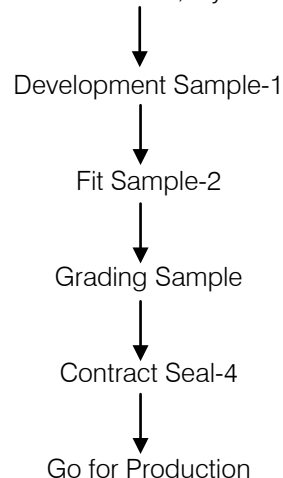 Development Sample-1
Fit Sample-2
Grading Sample
Contract Seal-4
Go for Production